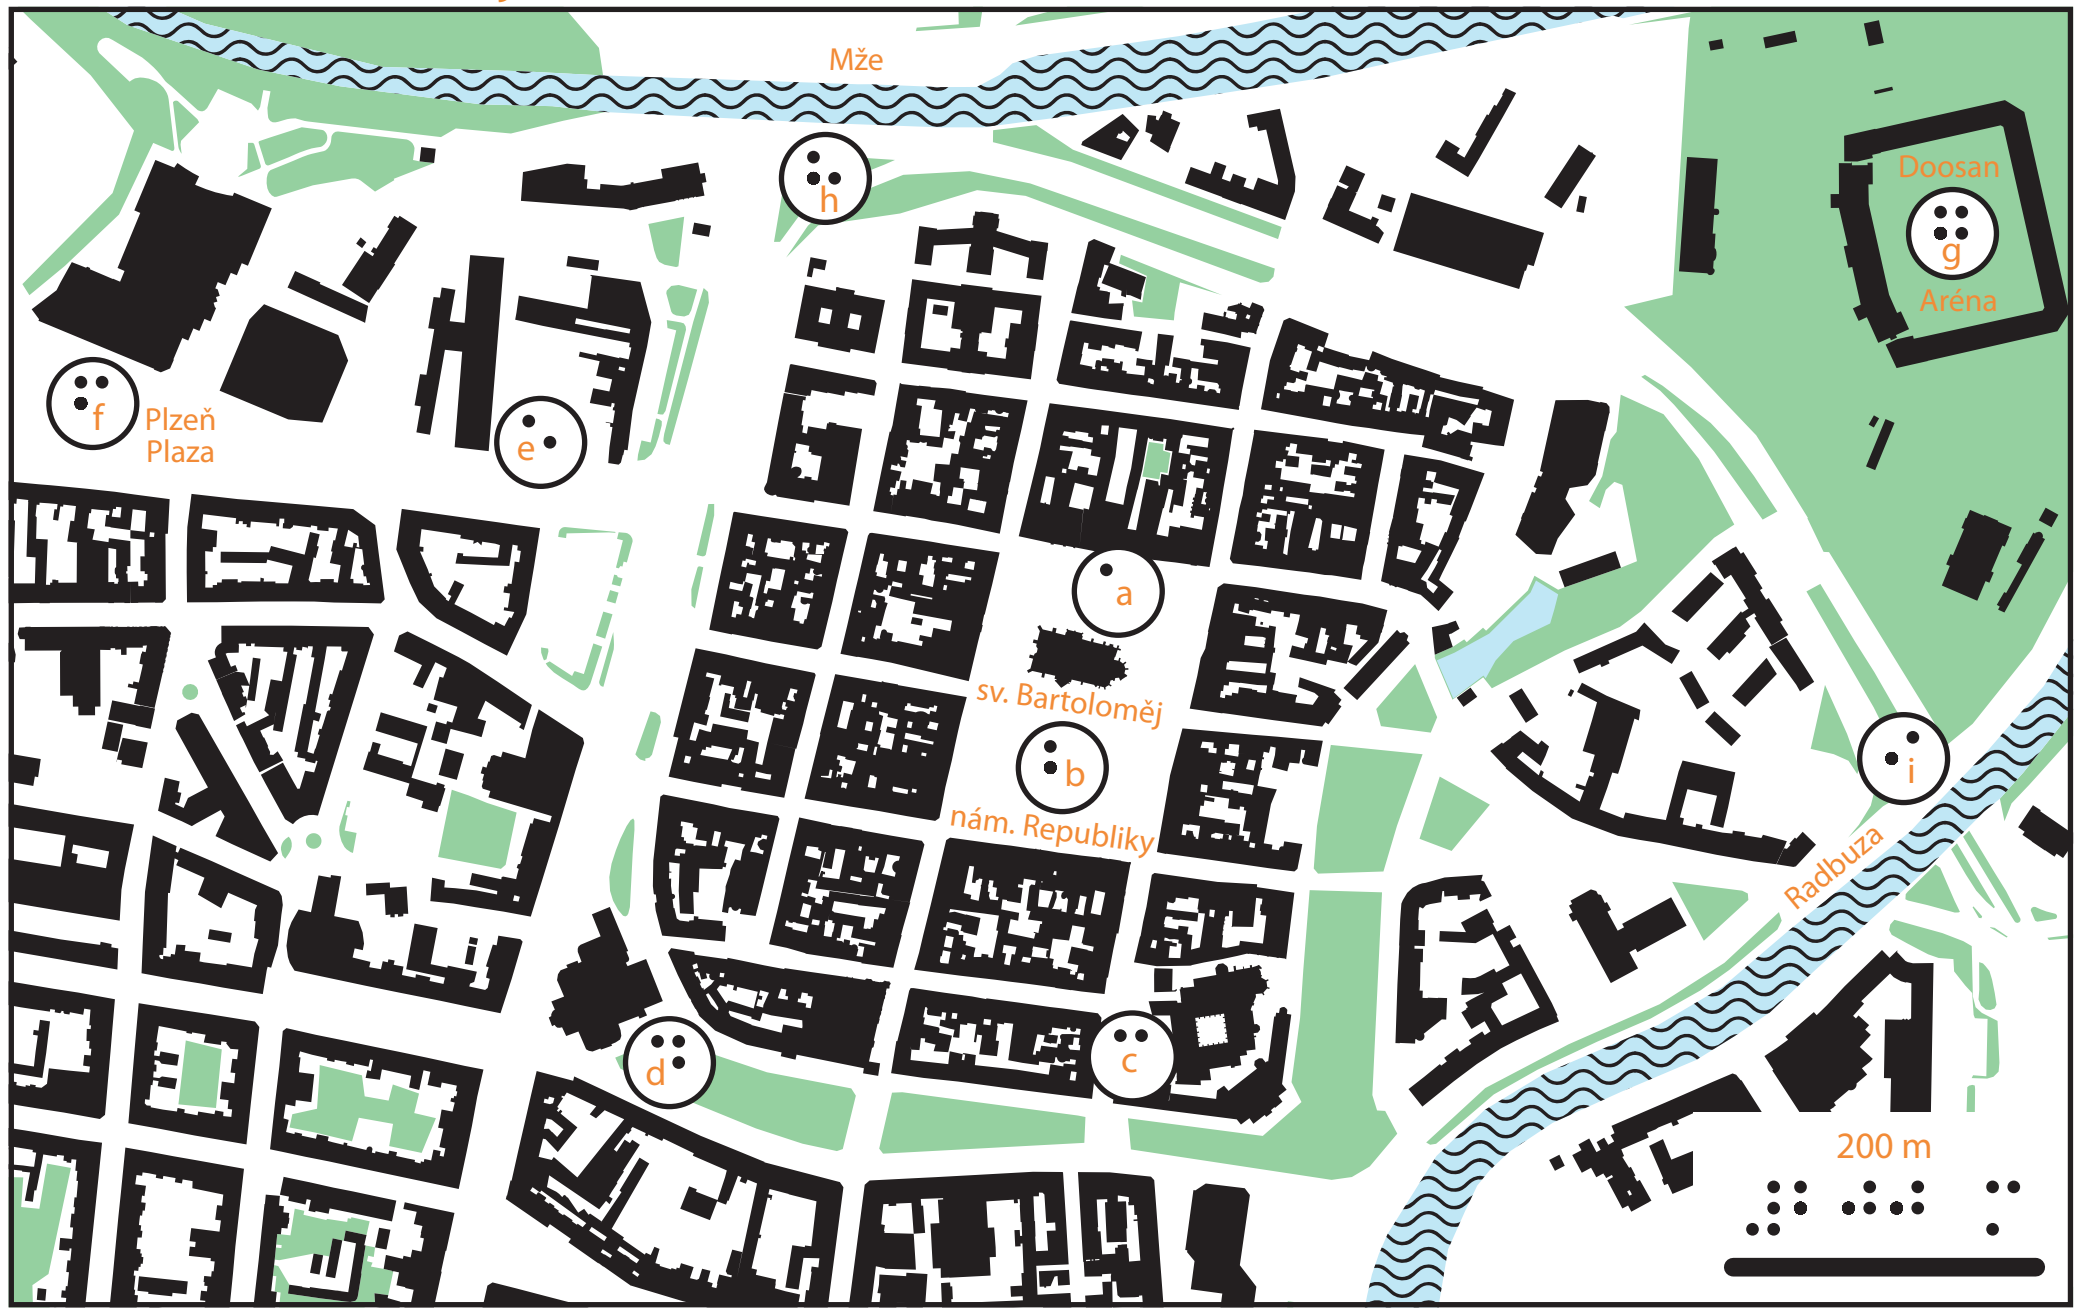 Mže
h
Doosan
g
Aréna
f
Plzeň
Plaza
e
a
sv. Bartoloměj
b
nám. Republiky
i
Radbuza
c
d
200 m
⠼⠃⠚⠚ ⠍